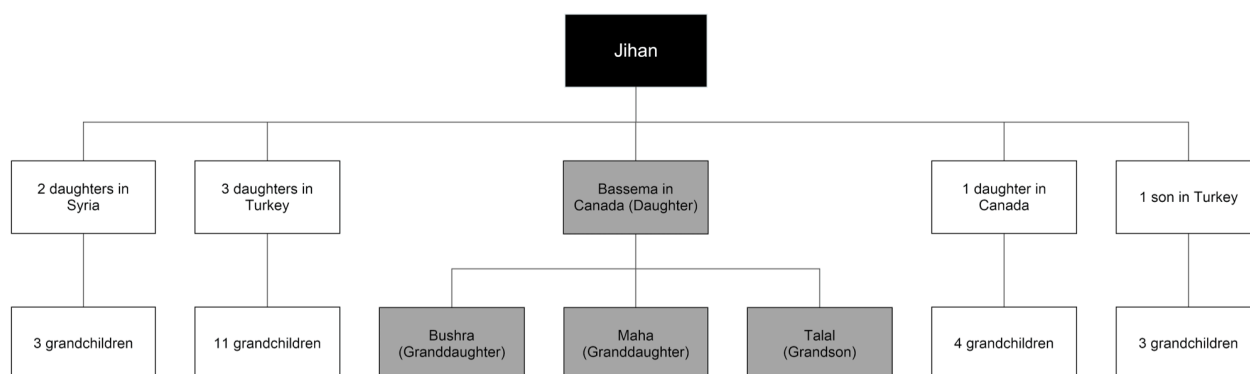 Jihan
2 daughters in
Syria
3 daughters in
Turkey
Bassema in
Canada (Daughter)
1 daughter in
Canada
1 son in Turkey
3 grandchildren
11 grandchildren
Bushra
(Granddaughter)
Maha
(Granddaughter)
Talal
(Grandson)
4 grandchildren
3 grandchildren